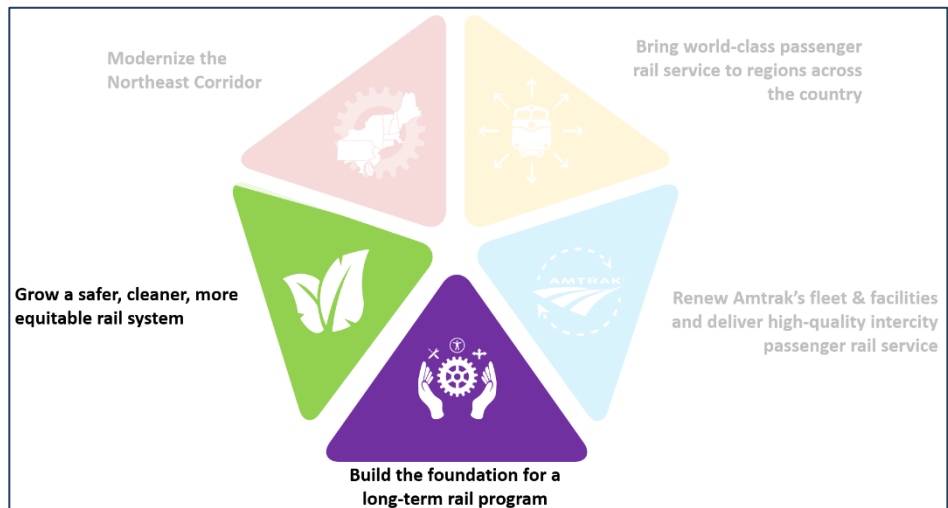 Modernize the
Northeast Corridor
Bring world-class passenger
rail service to regions across
the country
Grow a safer, cleaner, more
equitable rail system
AMTRAK
Renew Amtrak's fleet & facilities
and deliver high-quality intercity
passenger rail service
Build the foundation for a
long-term rail program